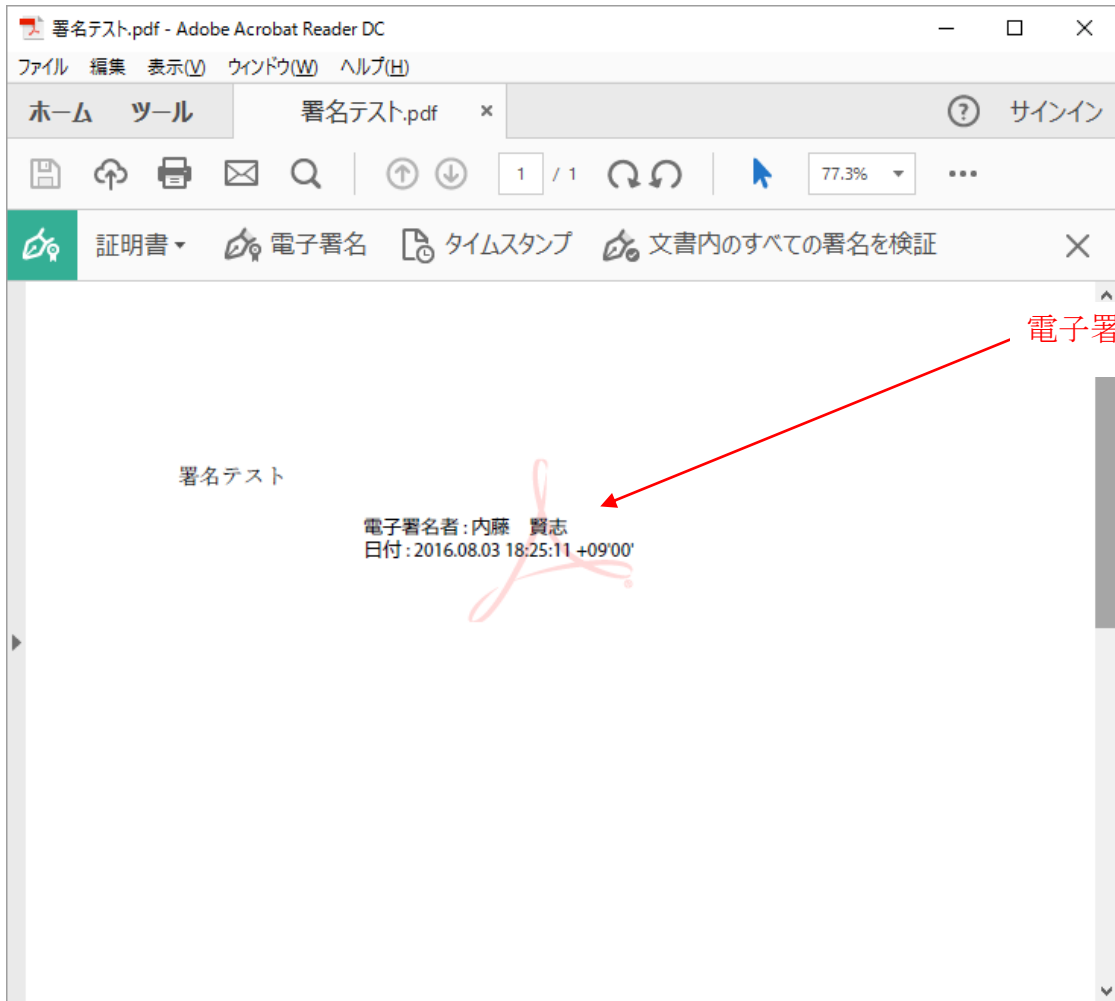 署名テスト.pdf - Adobe Acrobat Reader DC
ファイル 編集 表示(V) ウィンドウ(W) ヘルプ(H)
ホーム ツール 署名テスト.pdf × ? サインイン
1 / 1 77.3%
証明書 電子署名 タイムスタンプ 文書内のすべての署名を検証
電子署
署名テスト
電子署名者 : 内藤　賢志
日付 : 2016.08.03 18:25:11 +09'00'